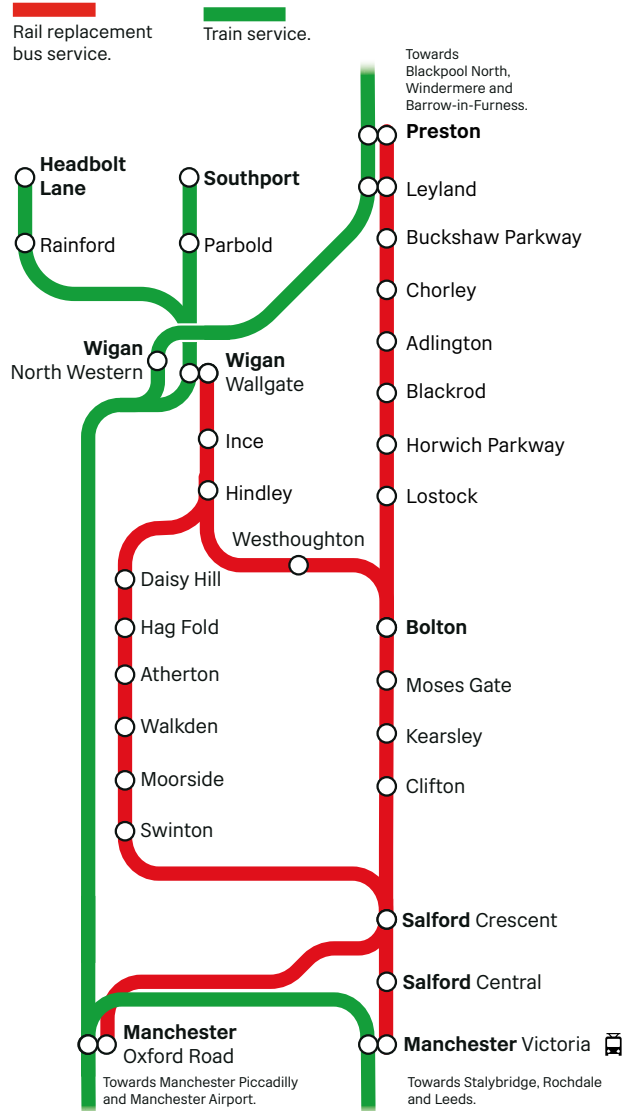 Rail replacement
bus service.
Train service.
Towards
Blackpool North,
Windermere and
Barrow-in-Furness.
Preston
Headbolt
Lane
Southport
Leyland
Rainford
Parbold
Buckshaw Parkway
Chorley
Adlington
Wigan
North Western
Wigan
Wallgate
Blackrod
Ince
Horwich Parkway
Hindley
Lostock
Westhoughton
Daisy Hill
Hag Fold
Bolton
Atherton
Moses Gate
Walkden
Kearsley
Moorside
Clifton
Swinton
Salford Crescent
Salford Central
Manchester
Oxford Road
Manchester Victoria
Towards Manchester Piccadilly
and Manchester Airport.
Towards Stalybridge, Rochdale
and Leeds.